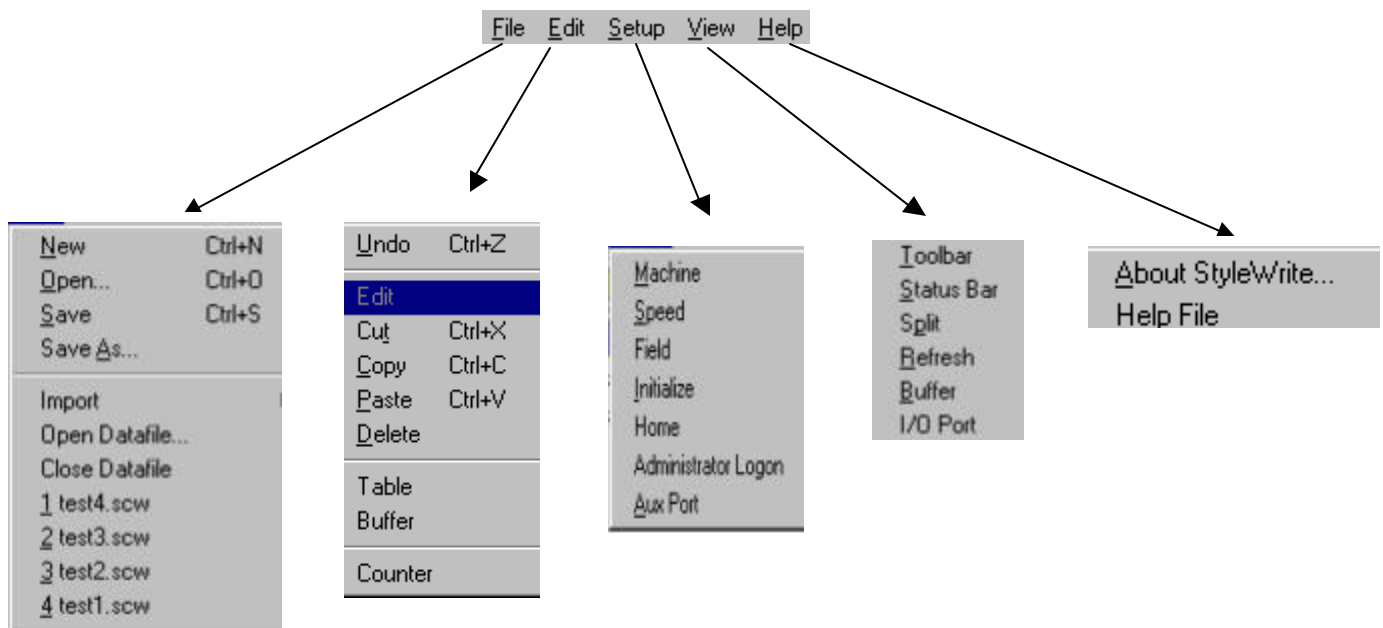 File Edit Setup View Help
New Ctrl+N
Open... Ctrl+O
Save Ctrl+S
Save As...
Import
Open Datafile...
Close Datafile
1 test4.scw
2 test3.scw
3 test2.scw
4 test1.scw
Undo Ctrl+Z
Edit
Cut Ctrl+X
Copy Ctrl+C
Paste Ctrl+V
Delete
Table
Buffer
Counter
Machine
Speed
Field
Initialize
Home
Administrator Logon
Aux Port
Toolbar
Status Bar
Split
Refresh
Buffer
I/O Port
About StyleWrite...
Help File